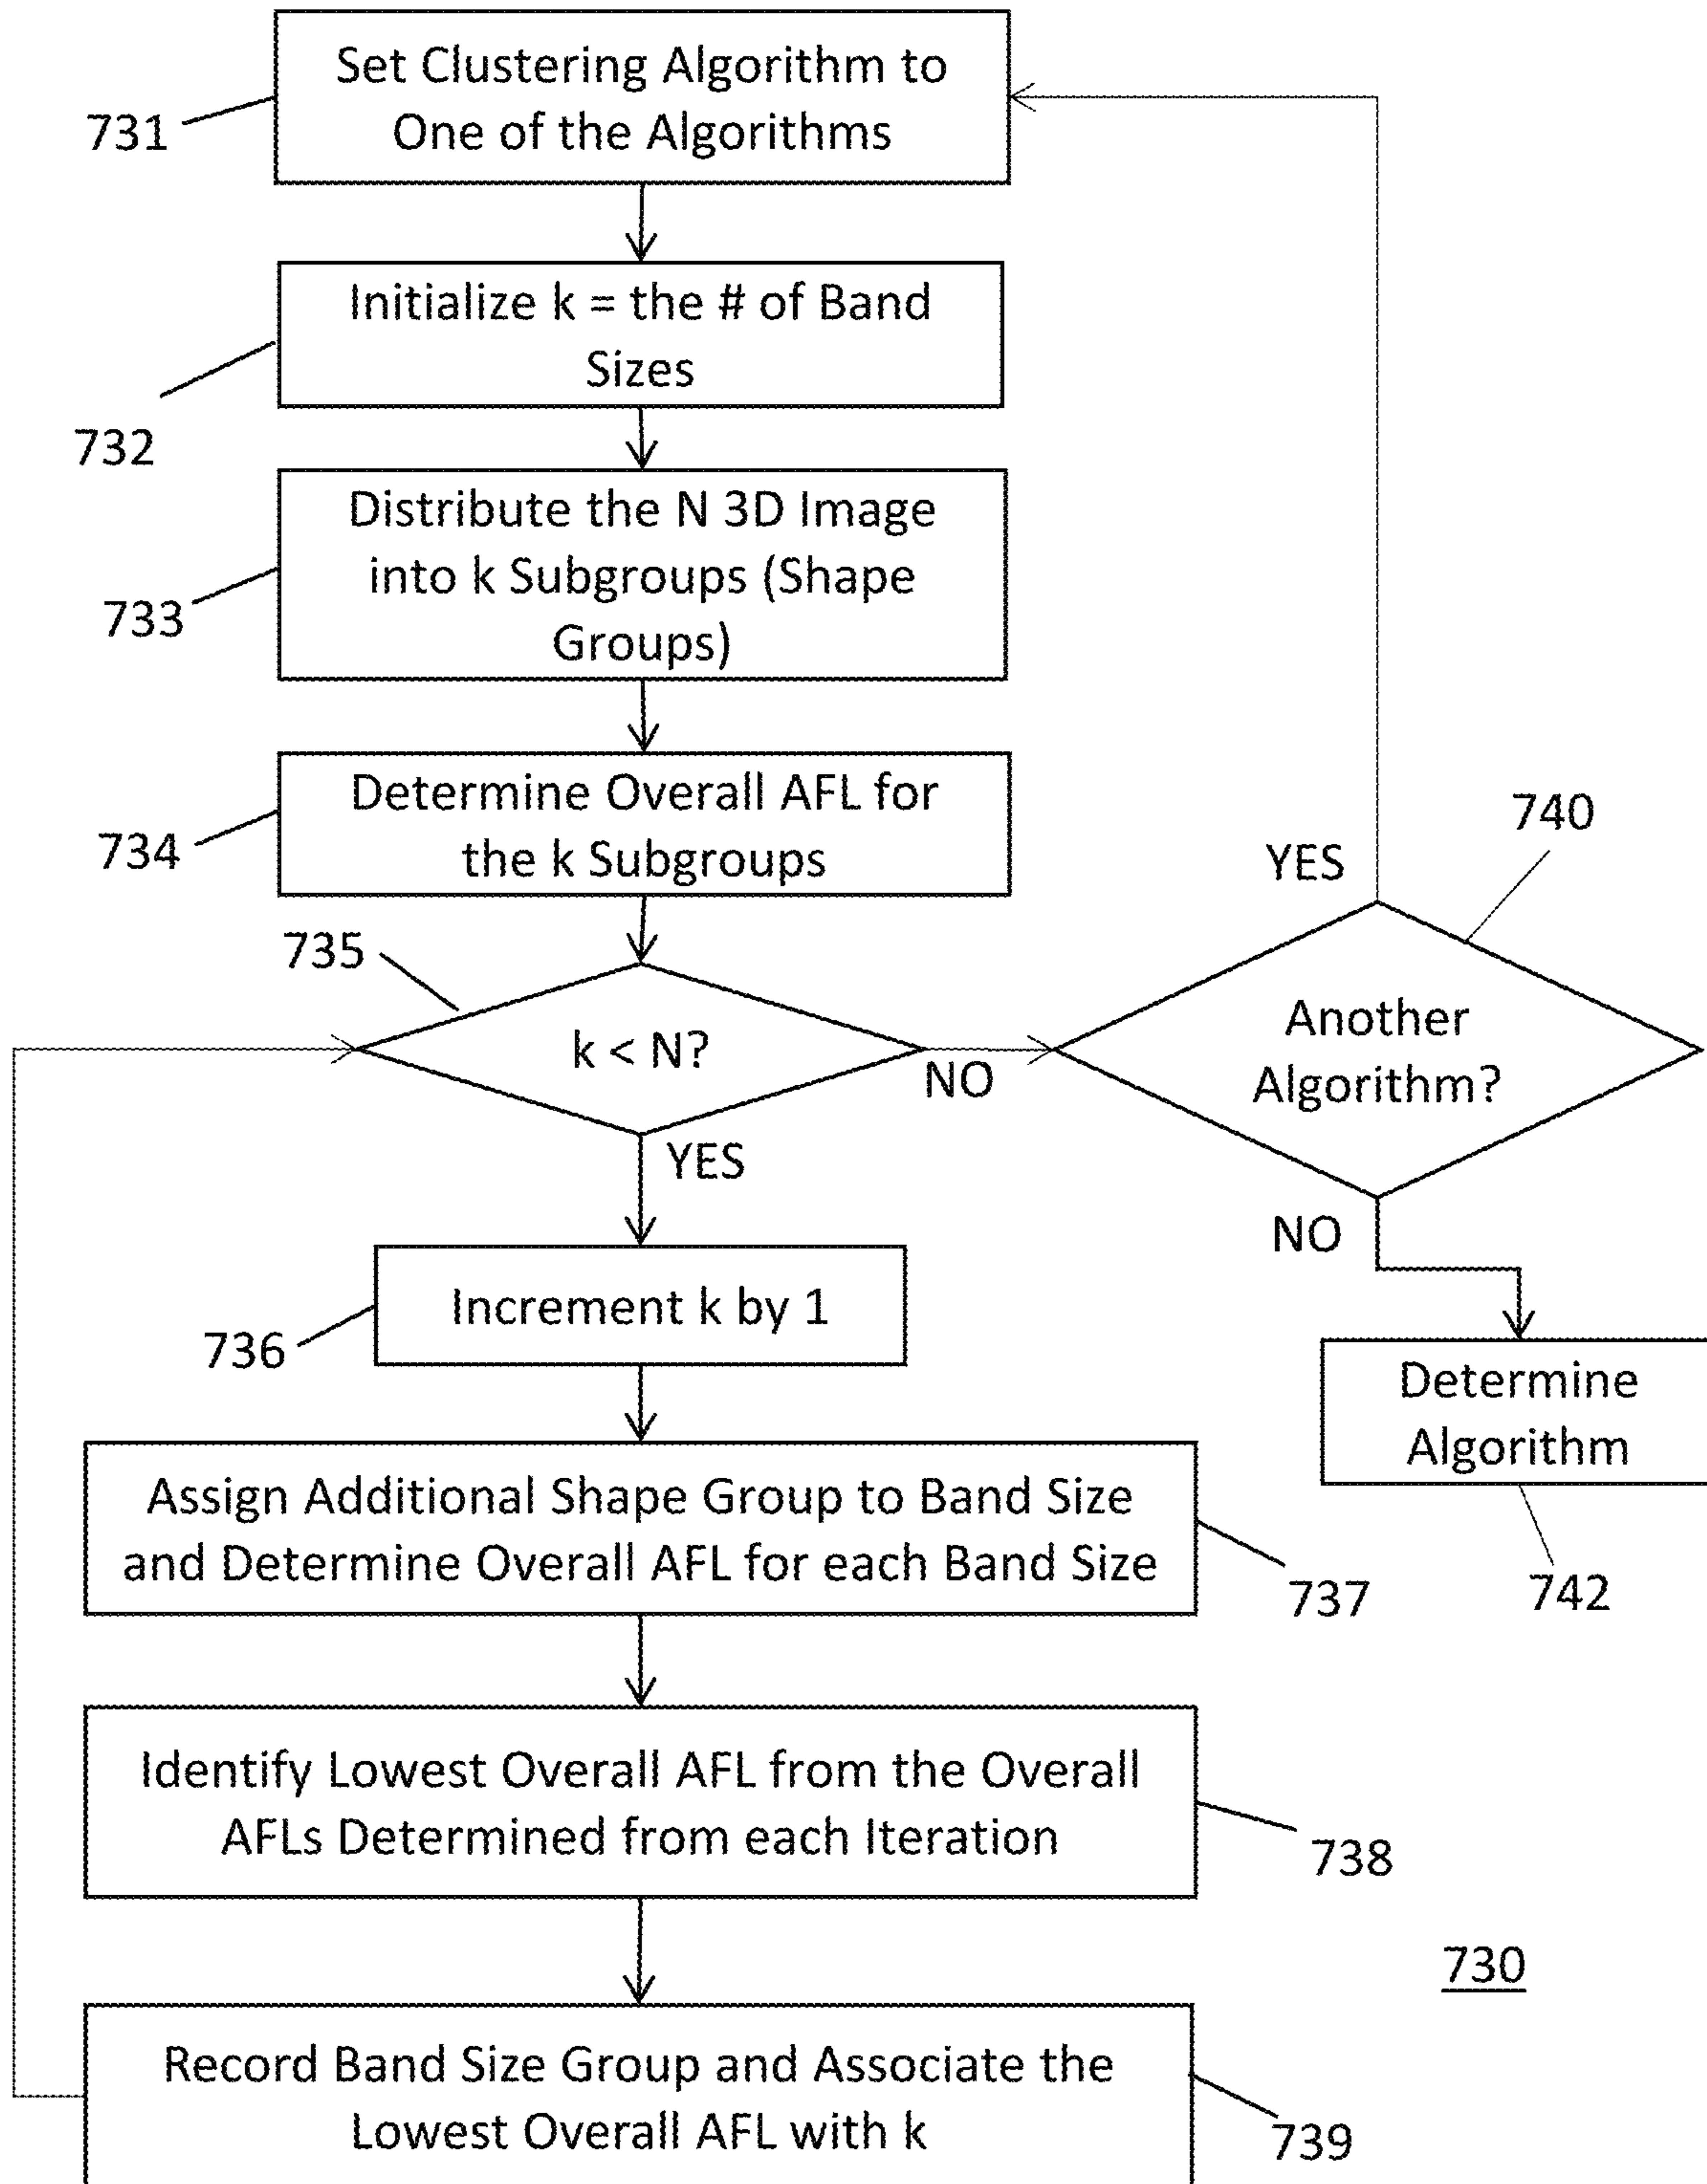 Set Clustering Algorithm to
One of the Algorithms
731
Initialize k = the # of Band
Sizes
732
Distribute the N 3D Image
into k Subgroups (Shape
Groups)
733
Determine Overall AFL for
the k Subgroups
734
735
k < N?
NO
YES
740
YES
Another
Algorithm?
NO
Increment k by 1
736
Determine
Algorithm
742
Assign Additional Shape Group to Band Size
and Determine Overall AFL for each Band Size
737
Identify Lowest Overall AFL from the Overall
AFLs Determined from each Iteration
738
730
Record Band Size Group and Associate the
Lowest Overall AFL with k
739